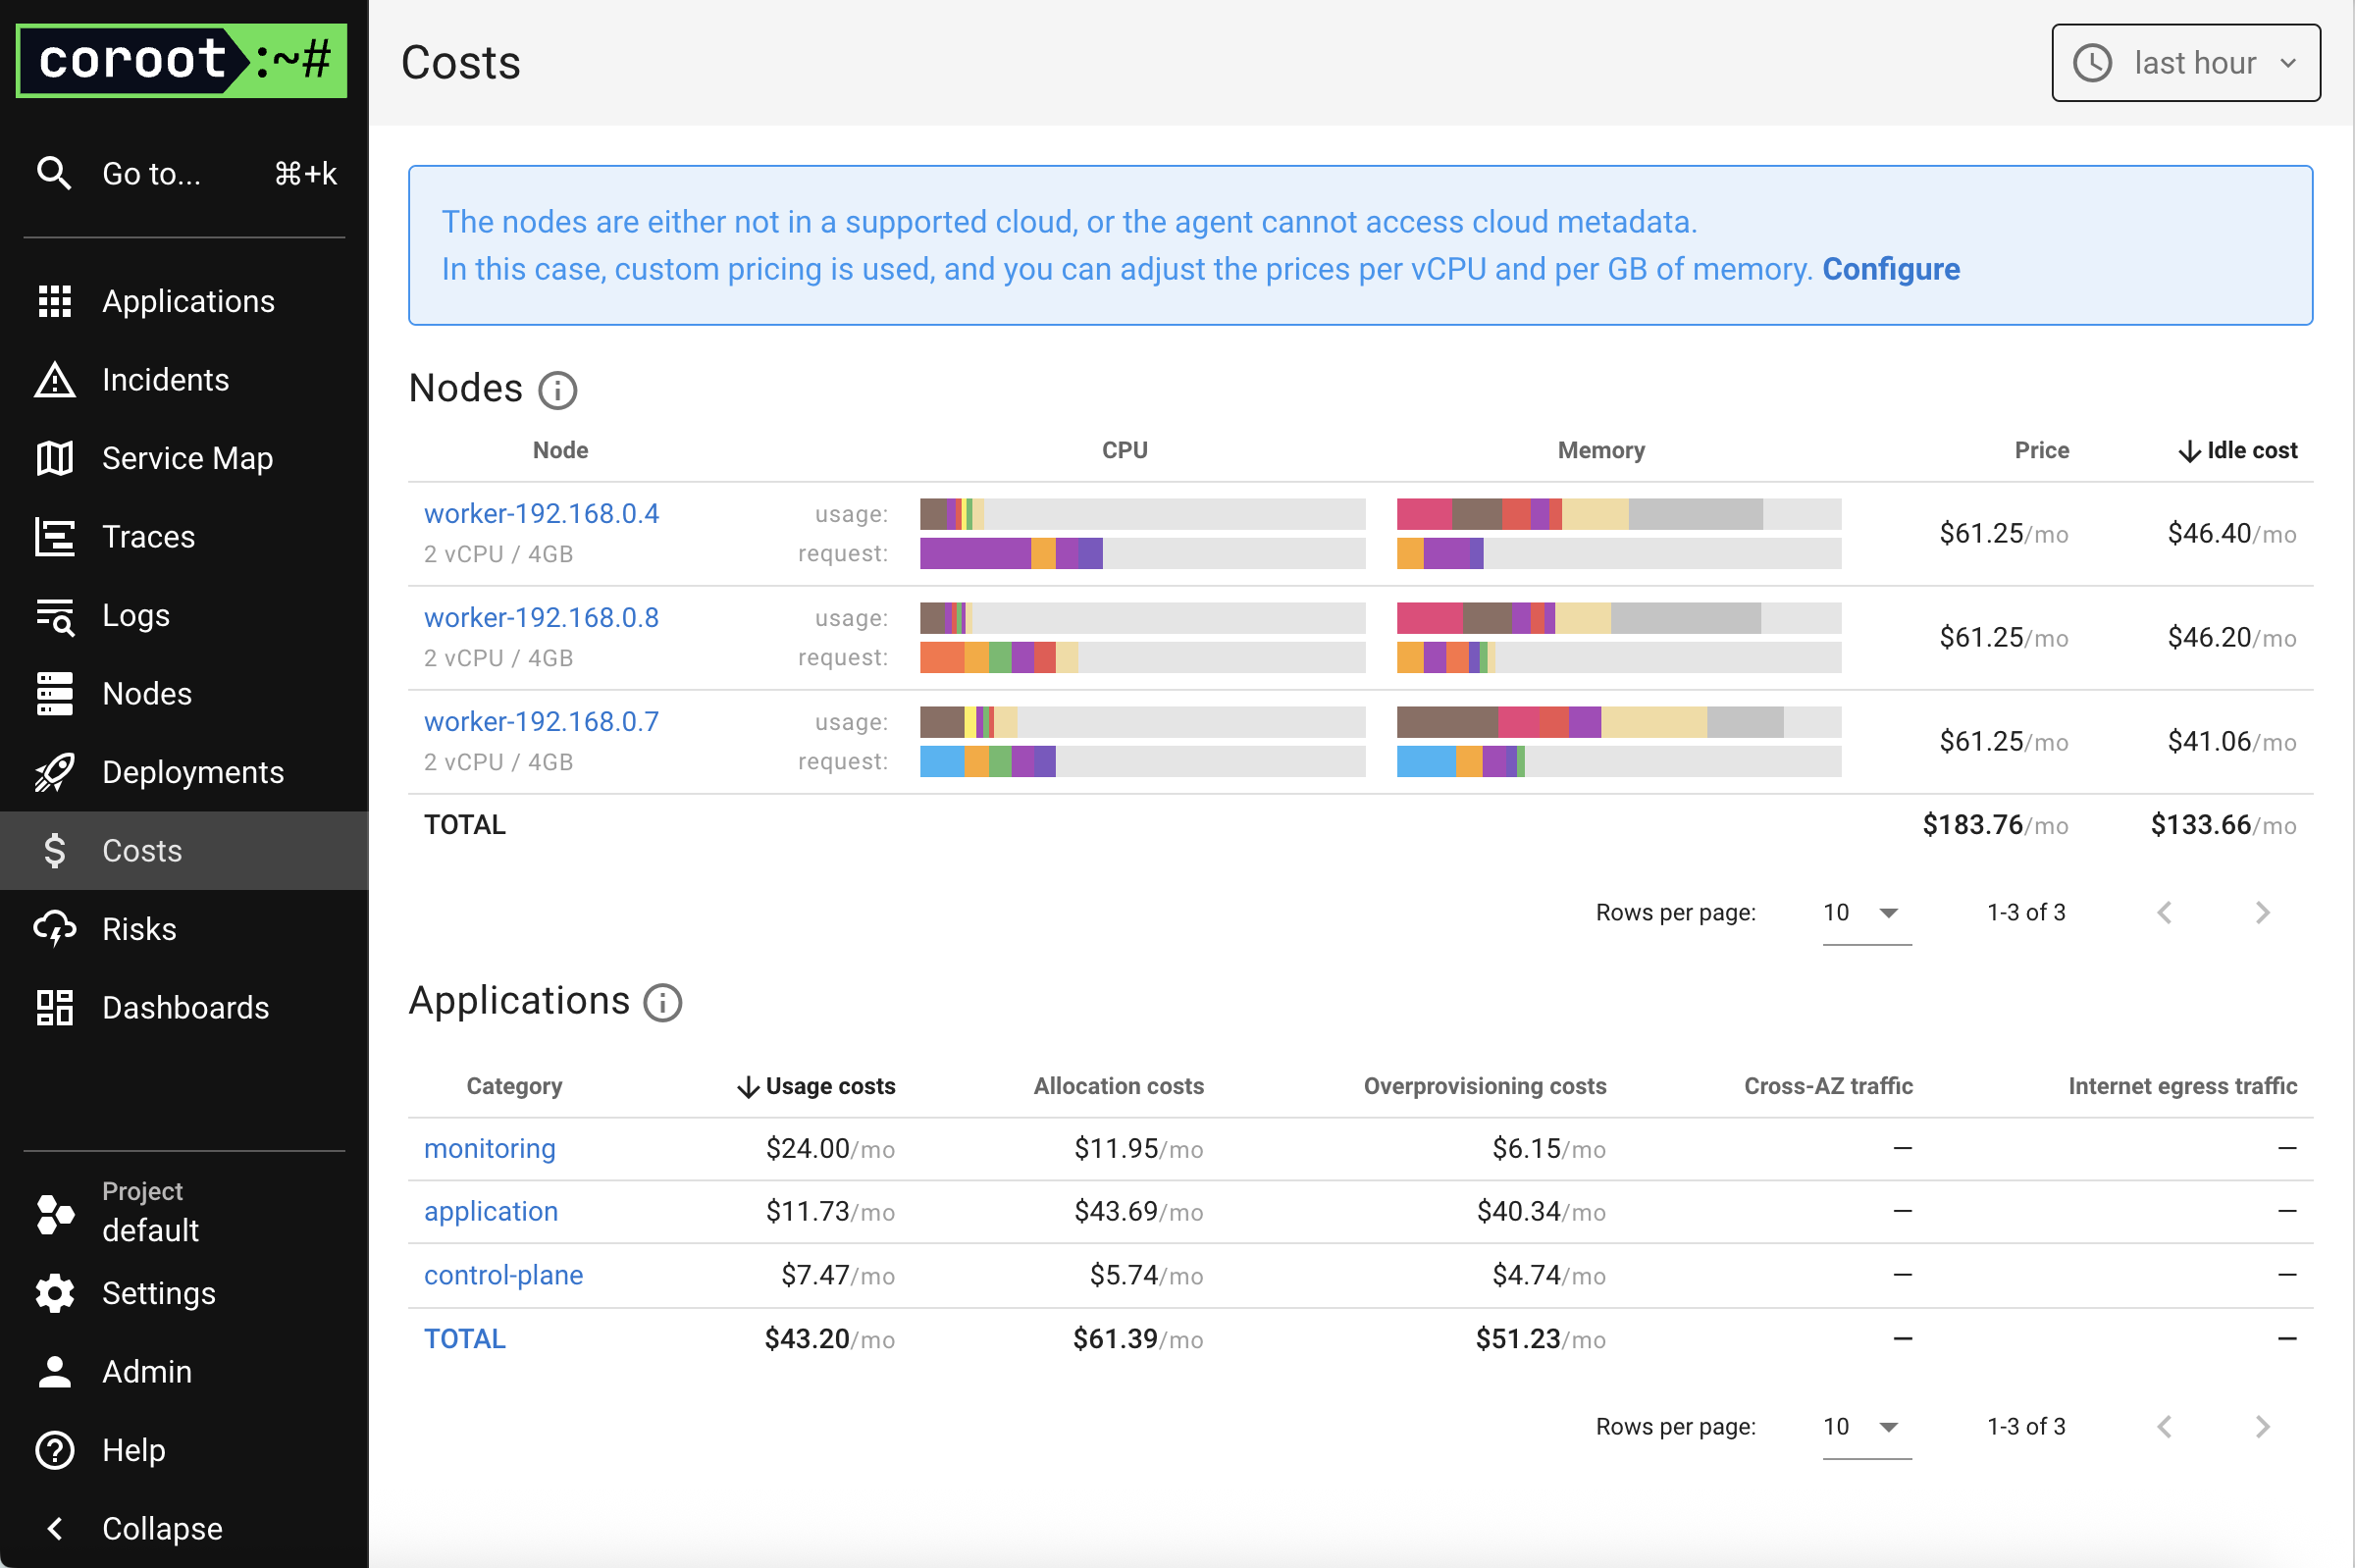 coroot:~#
Go to... ⌘+k
Applications
Incidents
Service Map
Traces
Logs
Nodes
Deployments
Costs
Risks
Dashboards
Project
default
Settings
Admin
Help
Collapse
Costs
last hour
The nodes are either not in a supported cloud, or the agent cannot access cloud metadata.
In this case, custom pricing is used, and you can adjust the prices per vCPU and per GB of memory. Configure
Nodes
Node CPU Memory Price Idle cost
worker-192.168.0.4 usage: $61.25/mo $46.40/mo
2 vCPU / 4GB request:
worker-192.168.0.8 usage: $61.25/mo $46.20/mo
2 vCPU / 4GB request:
worker-192.168.0.7 usage: $61.25/mo $41.06/mo
2 vCPU / 4GB request:
TOTAL $183.76/mo $133.66/mo
Rows per page: 10 1-3 of 3
Applications
Category Usage costs Allocation costs Overprovisioning costs Cross-AZ traffic Internet egress traffic
monitoring $24.00/mo $11.95/mo $6.15/mo — —
application $11.73/mo $43.69/mo $40.34/mo — —
control-plane $7.47/mo $5.74/mo $4.74/mo — —
TOTAL $43.20/mo $61.39/mo $51.23/mo — —
Rows per page: 10 1-3 of 3